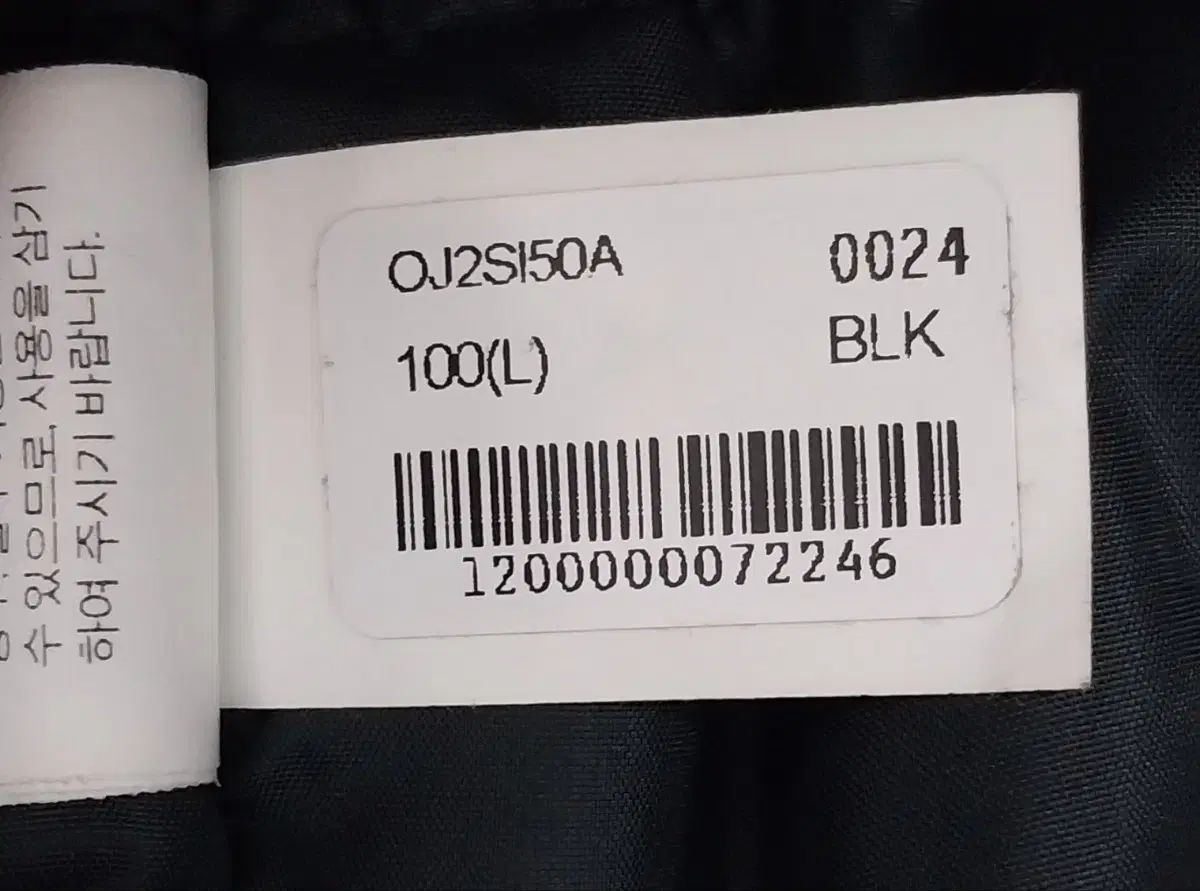 수 있으므로 사용을 삼기
하여 주시기 바랍니다.
OJ2SI50A 0024
100(L) BLK
1200000072246